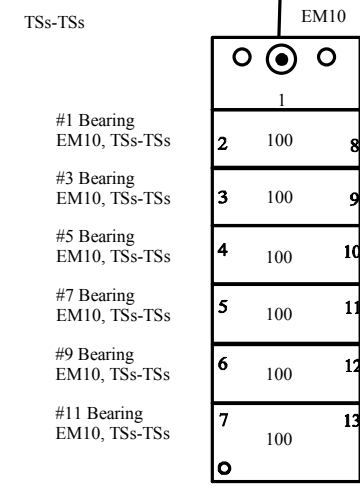 TSs-TSs
EM10
1
#1 Bearing
EM10, TSs-TSs
2 100 8
#3 Bearing
EM10, TSs-TSs
3 100 9
#5 Bearing
EM10, TSs-TSs
4 100 10
#7 Bearing
EM10, TSs-TSs
5 100 11
#9 Bearing
EM10, TSs-TSs
6 100 12
#11 Bearing
EM10, TSs-TSs
7 100 13